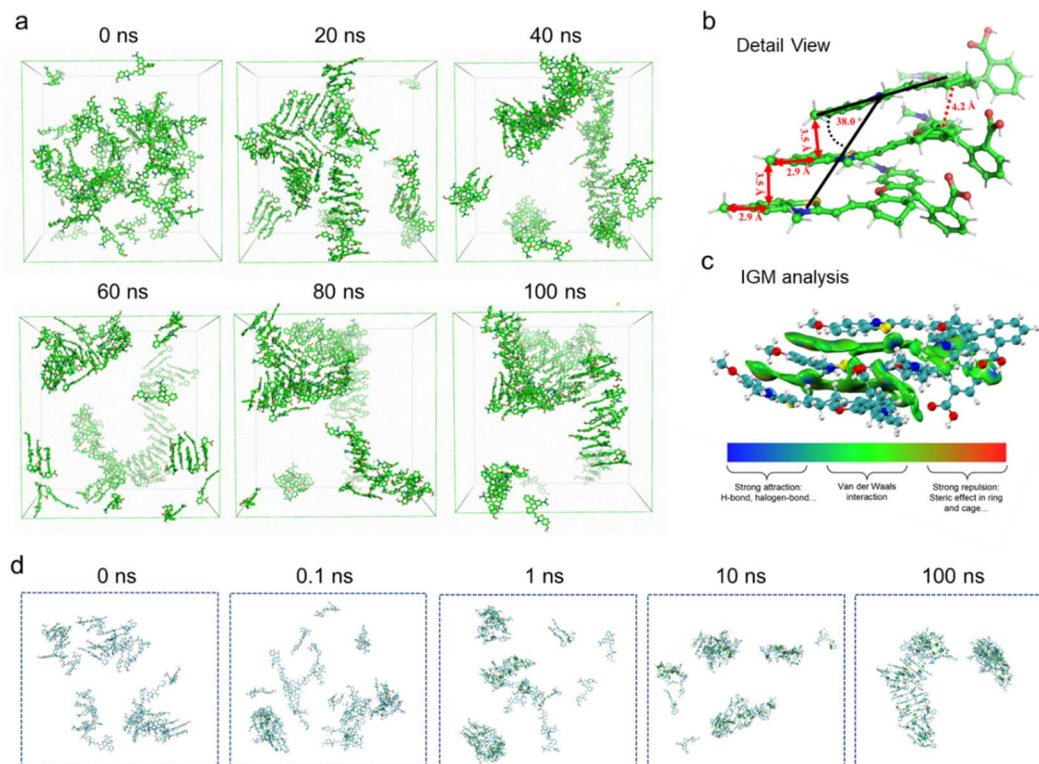 a
0 ns
20 ns
40 ns
60 ns
80 ns
100 ns
b
Detail View
4.2 Å
38.0 °
3.5 Å
2.9 Å
3.5 Å
2.9 Å
c
IGM analysis
Strong attraction:
H-bond, halogen-bond...
Van der Waals
interaction
Strong repulsion:
Steric effect in ring
and cage...
d
0 ns
0.1 ns
1 ns
10 ns
100 ns